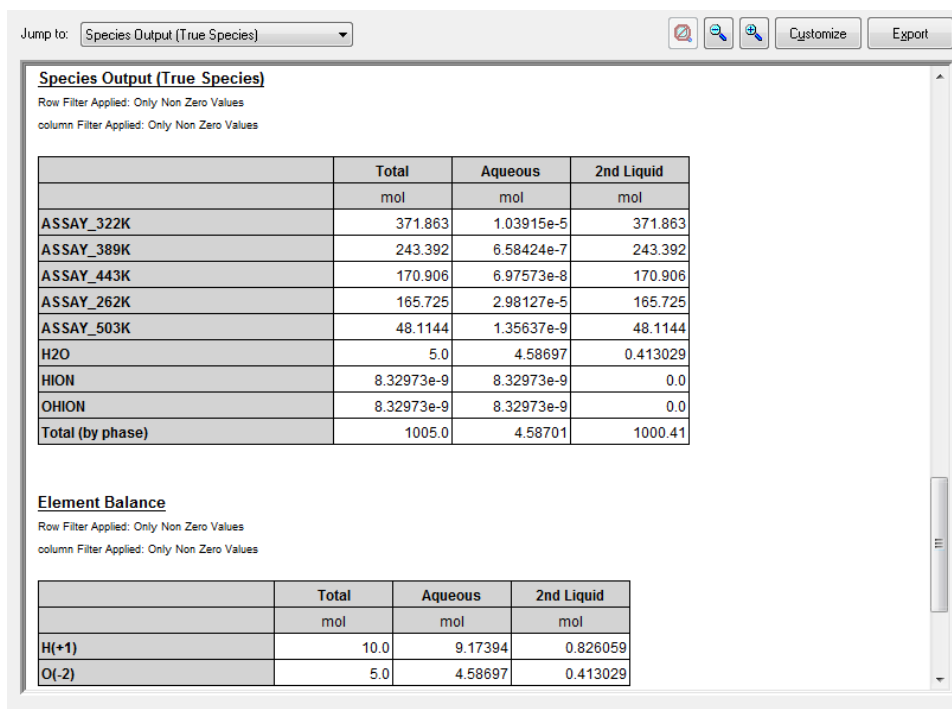 Jump to: Species Output (True Species) Customize Export
Species Output (True Species)
Row Filter Applied: Only Non Zero Values
column Filter Applied: Only Non Zero Values
Total Aqueous 2nd Liquid
mol mol mol
ASSAY_322K 371.863 1.03915e-5 371.863
ASSAY_389K 243.392 6.58424e-7 243.392
ASSAY_443K 170.906 6.97573e-8 170.906
ASSAY_262K 165.725 2.98127e-5 165.725
ASSAY_503K 48.1144 1.35637e-9 48.1144
H2O 5.0 4.58697 0.413029
HION 8.32973e-9 8.32973e-9 0.0
OHION 8.32973e-9 8.32973e-9 0.0
Total (by phase) 1005.0 4.58701 1000.41
Element Balance
Row Filter Applied: Only Non Zero Values
column Filter Applied: Only Non Zero Values
Total Aqueous 2nd Liquid
mol mol mol
H(+1) 10.0 9.17394 0.826059
O(-2) 5.0 4.58697 0.413029